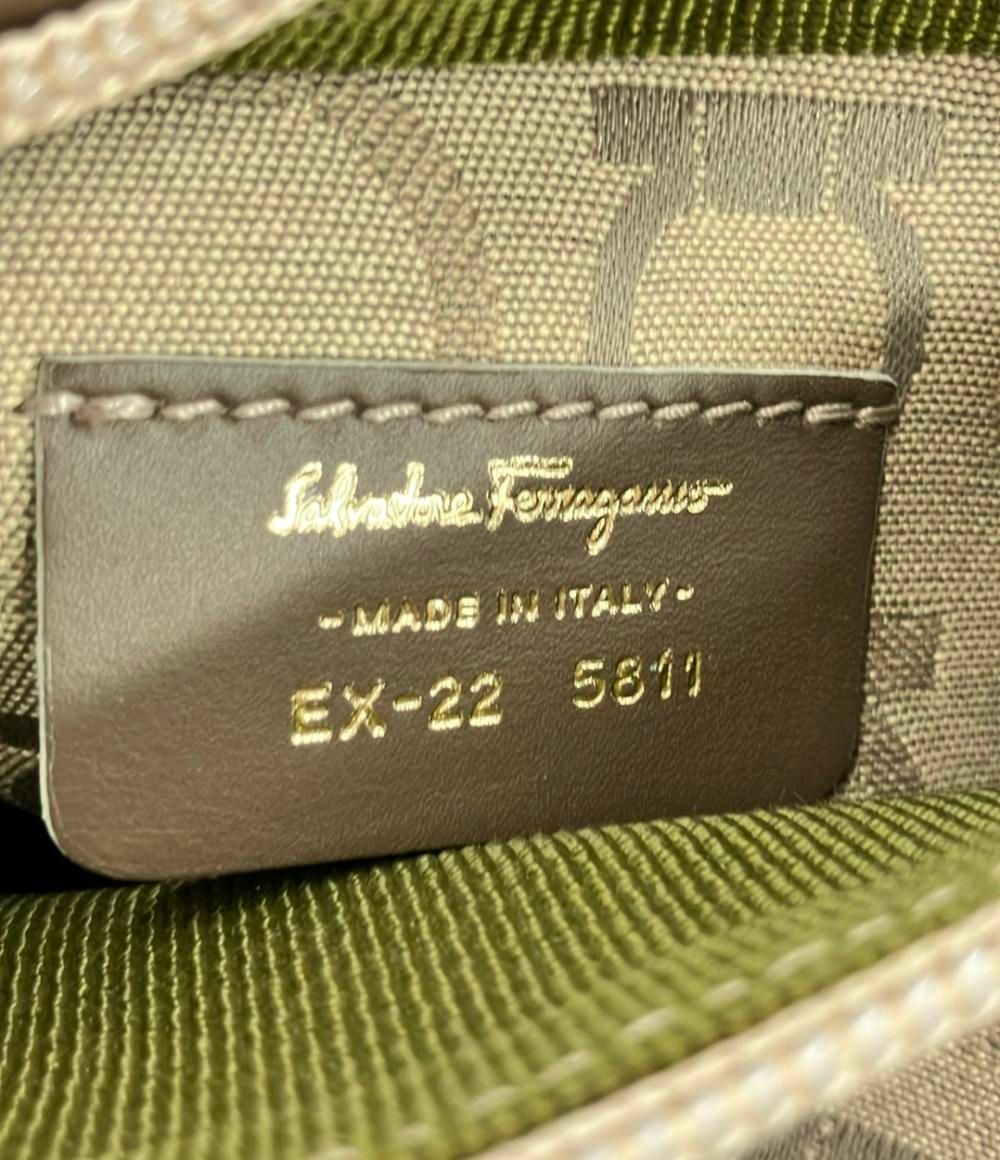 Salvatore Ferragamo
-MADE IN ITALY-
EX-22 5811